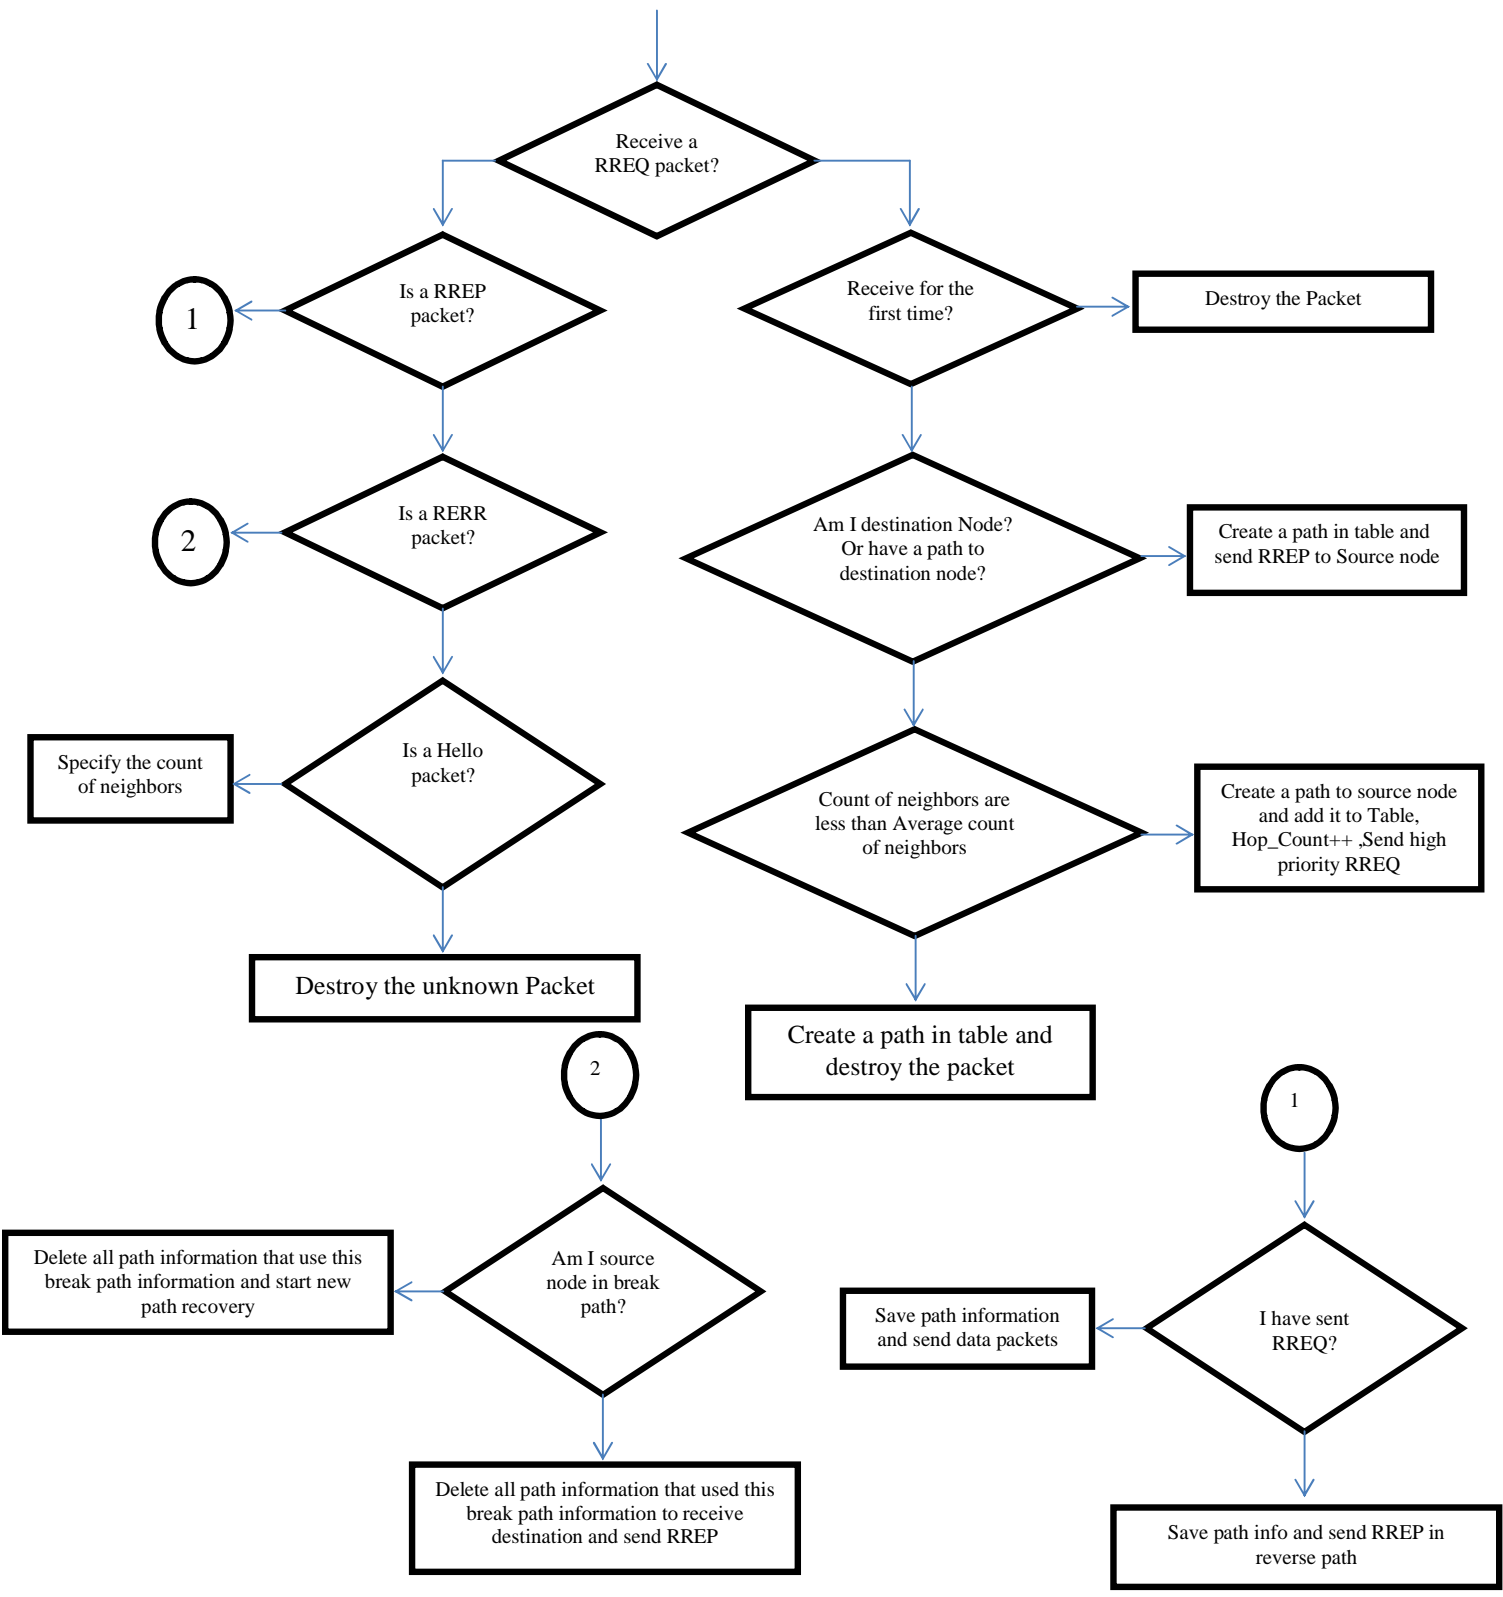 Receive a
RREQ packet?
Is a RREP
packet?
1
Receive for the
first time?
Destroy the Packet
Is a RERR
packet?
2
Am I destination Node?
Or have a path to
destination node?
Create a path in table and
send RREP to Source node
Is a Hello
packet?
Specify the count
of neighbors
Count of neighbors are
less than Average count
of neighbors
Create a path to source node
and add it to Table,
Hop_Count++ ,Send high
priority RREQ
Destroy the unknown Packet
Create a path in table and
destroy the packet
2
1
Am I source
node in break
path?
Delete all path information that use this
break path information and start new
path recovery
I have sent
RREQ?
Save path information
and send data packets
Delete all path information that used this
break path information to receive
destination and send RREP
Save path info and send RREP in
reverse path